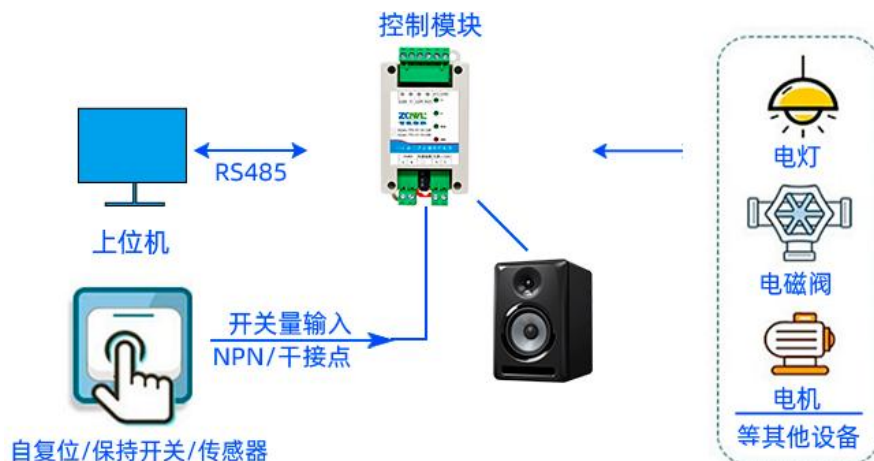 控制模块
RS485
上位机
开关量输入
NPN/干接点
自复位/保持开关/传感器
电灯
电磁阀
电机
等其他设备